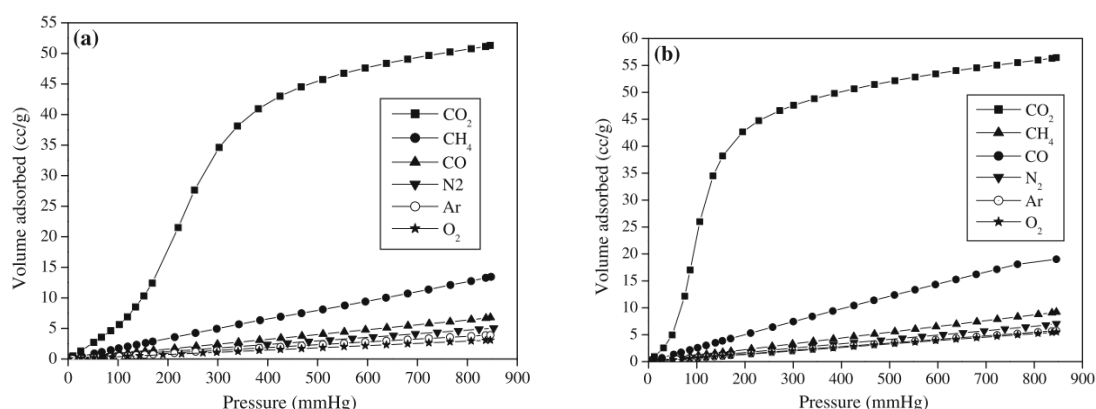 (a)
55
50
45
40
35
30
25
20
15
10
5
0
Volume adsorbed (cc/g)
CO₂
CH₄
CO
N2
Ar
O₂
0 100 200 300 400 500 600 700 800 900
Pressure (mmHg)
(b)
60
55
50
45
40
35
30
25
20
15
10
5
0
Volume adsorbed (cc/g)
CO₂
CH₄
CO
N₂
Ar
O₂
0 100 200 300 400 500 600 700 800 900
Pressure (mmHg)